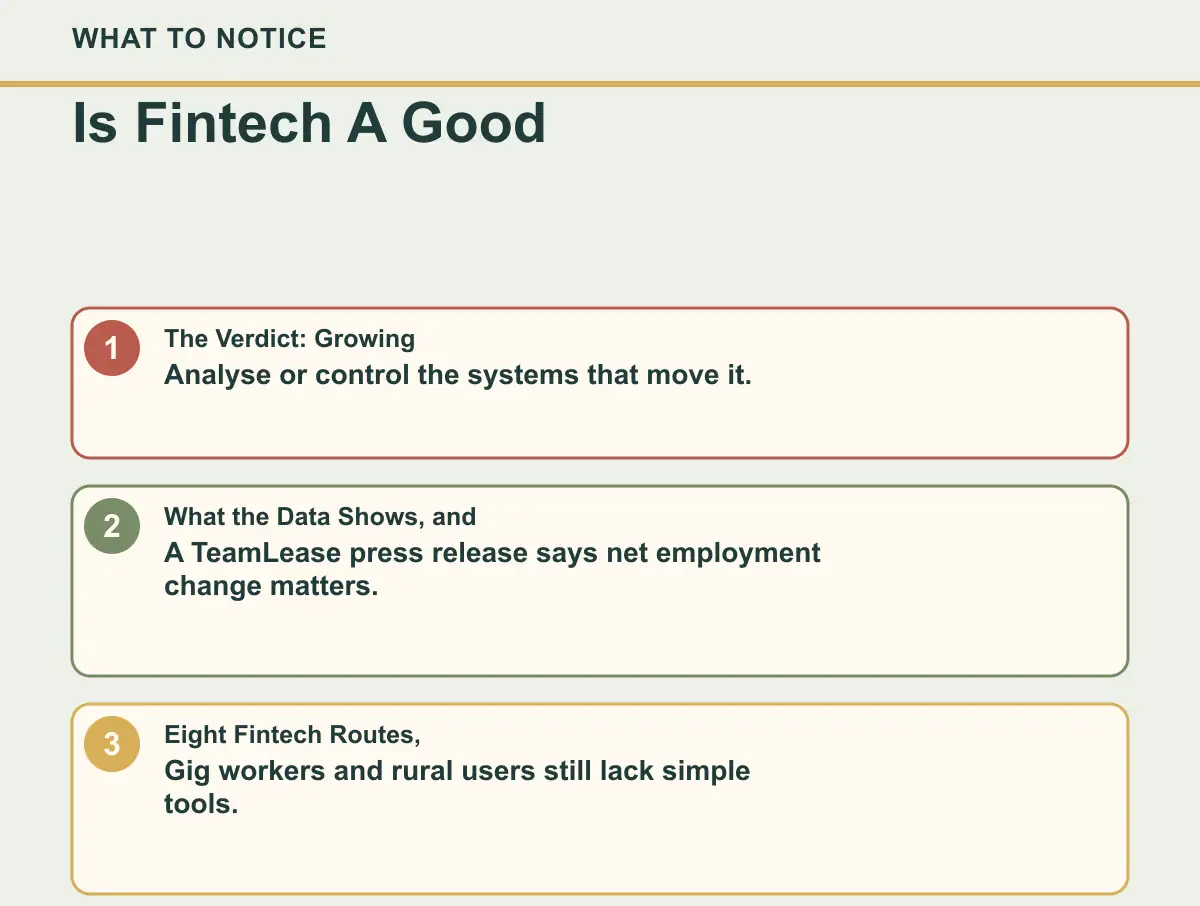 WHAT TO NOTICE
Is Fintech A Good
1
The Verdict: Growing
Analyse or control the systems that move it.
2
What the Data Shows, and
A TeamLease press release says net employment
change matters.
3
Eight Fintech Routes,
Gig workers and rural users still lack simple
tools.